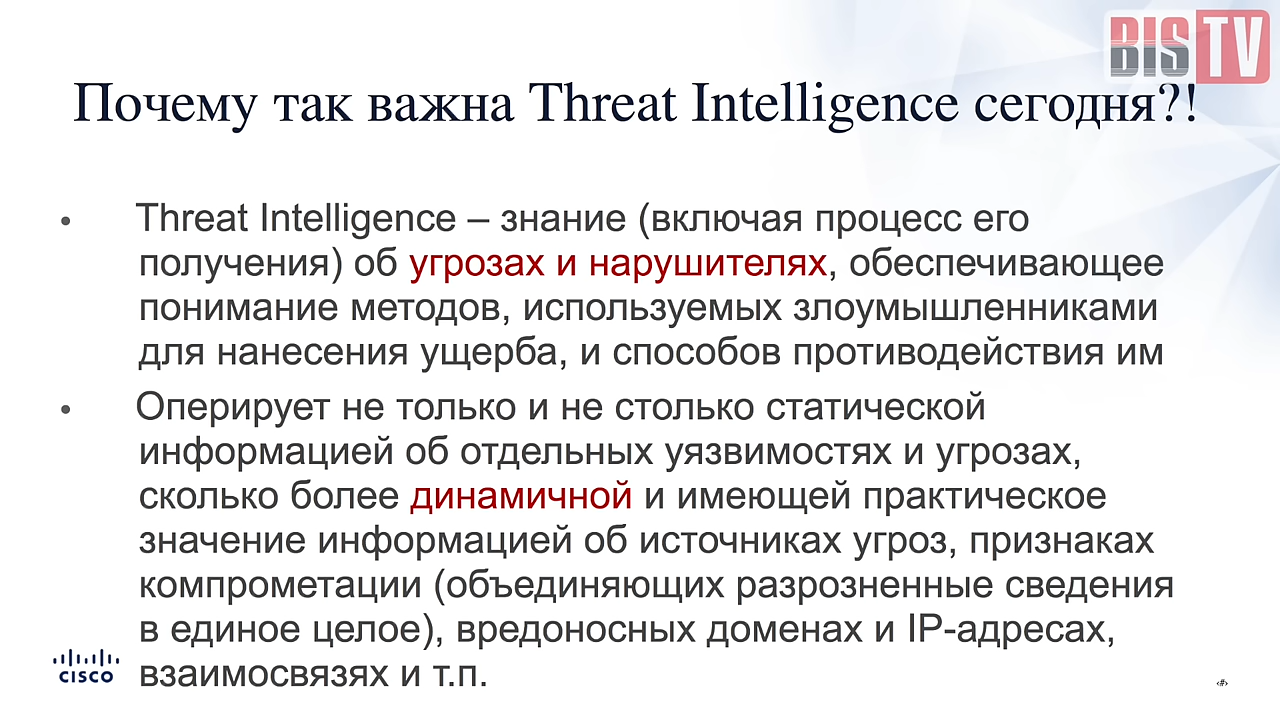 BISTV
Почему так важна Threat Intelligence сегодня?!
• Threat Intelligence – знание (включая процесс его
получения) об угрозах и нарушителях, обеспечивающее
понимание методов, используемых злоумышленниками
для нанесения ущерба, и способов противодействия им
• Оперирует не только и не столько статической
информацией об отдельных уязвимостях и угрозах,
сколько более динамичной и имеющей практическое
значение информацией об источниках угроз, признаках
компрометации (объединяющих разрозненные сведения
в единое целое), вредоносных доменах и IP-адресах,
взаимосвязях и т.п.
cisco
‹#›